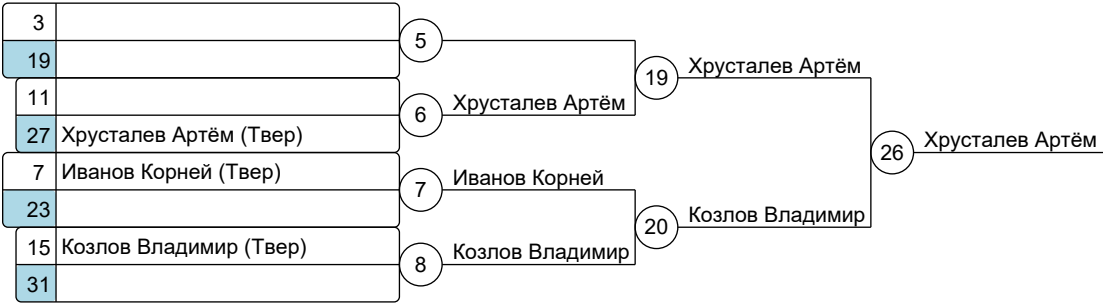 3
5
19
19 Хрусталев Артём
11
6 Хрусталев Артём
27 Хрусталев Артём (Твер)
26 Хрусталев Артём
7 Иванов Корней (Твер)
7 Иванов Корней
23
20 Козлов Владимир
15 Козлов Владимир (Твер)
8 Козлов Владимир
31